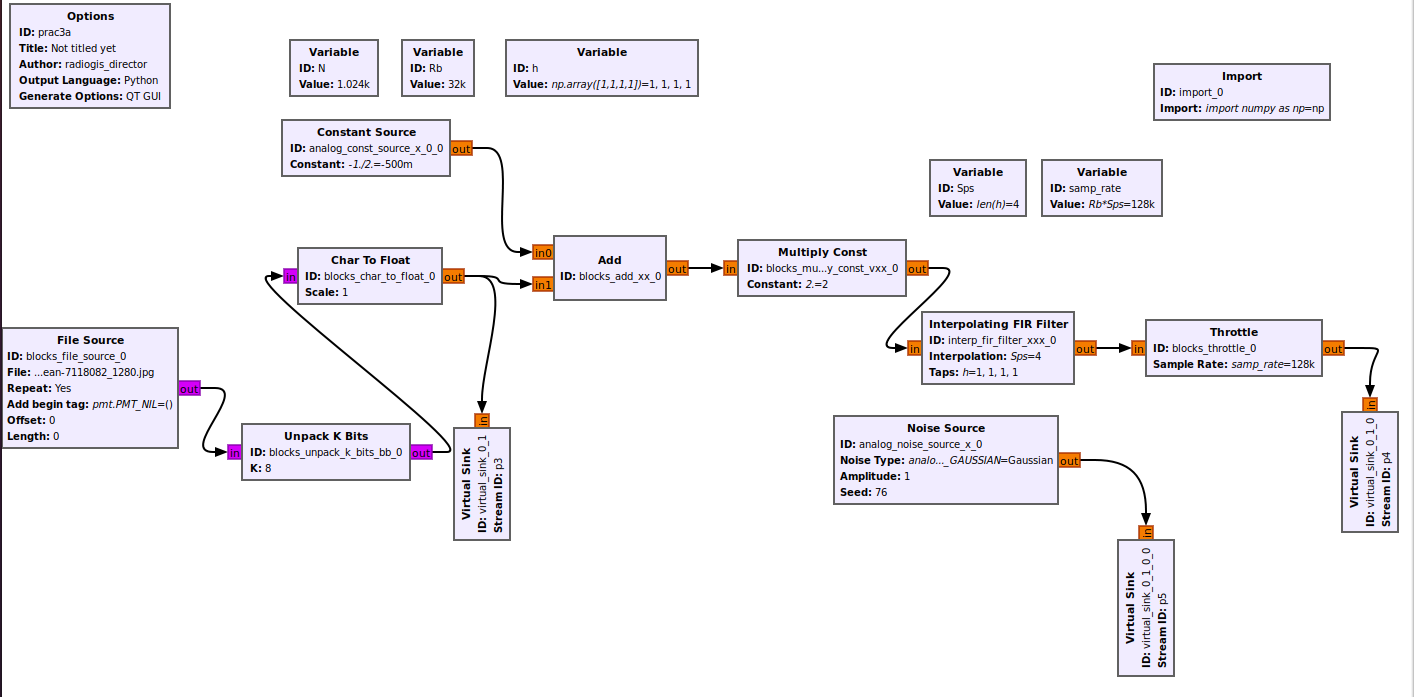 Options
ID: prac3a
Title: Not titled yet
Author: radiogis_director
Output Language: Python
Generate Options: QT GUI
Variable
ID: N
Value: 1.024k
Variable
ID: Rb
Value: 32k
Variable
ID: h
Value: np.array([1,1,1,1])=1, 1, 1, 1
Import
ID: import_0
Import: import numpy as np=np
Constant Source
ID: analog_const_source_x_0_0
Constant: -1./2.=-500m
out
Variable
ID: Sps
Value: len(h)=4
Variable
ID: samp_rate
Value: Rb*Sps=128k
in
Char To Float
ID: blocks_char_to_float_0
Scale: 1
out
in0
in1
Add
ID: blocks_add_xx_0
out
in
Multiply Const
ID: blocks_mu...y_const_vxx_0
Constant: 2.=2
out
in
Interpolating FIR Filter
ID: interp_fir_filter_xxx_0
Interpolation: Sps=4
Taps: h=1, 1, 1, 1
out
in
Throttle
ID: blocks_throttle_0
Sample Rate: samp_rate=128k
out
File Source
ID: blocks_file_source_0
File: ...ean-7118082_1280.jpg
Repeat: Yes
Add begin tag: pmt.PMT_NIL=()
Offset: 0
Length: 0
out
in
Unpack K Bits
ID: blocks_unpack_k_bits_bb_0
K: 8
out
in
Virtual Sink
ID: virtual_sink_0_1
Stream ID: p3
Noise Source
ID: analog_noise_source_x_0
Noise Type: analo..._GAUSSIAN=Gaussian
Amplitude: 1
Seed: 76
out
in
Virtual Sink
ID: virtual_sink_0_1_0
Stream ID: p4
in
Virtual Sink
ID: virtual_sink_0_1_0_0
Stream ID: p5